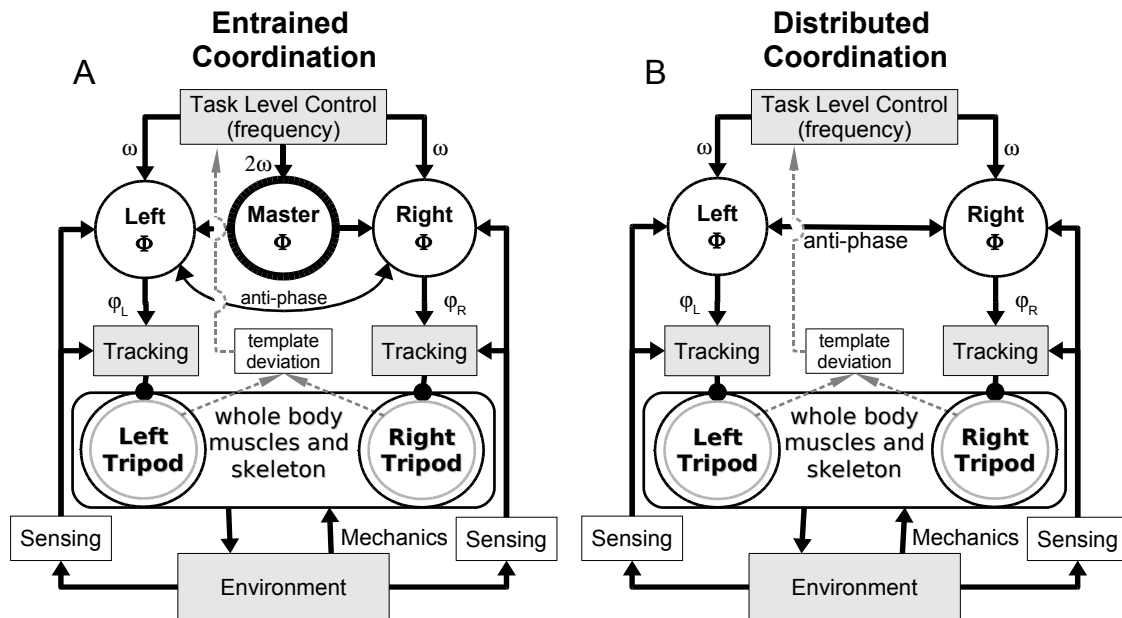 Entrained
Coordination
A
Task Level Control
(frequency)
ω
2ω
ω
Left
Φ
Master
Φ
Right
Φ
anti-phase
φL
φR
Tracking
template
deviation
Tracking
Left
Tripod
whole body
muscles and
skeleton
Right
Tripod
Sensing
Mechanics
Sensing
Environment
Distributed
Coordination
B
Task Level Control
(frequency)
ω
ω
Left
Φ
Right
Φ
anti-phase
φL
φR
Tracking
template
deviation
Tracking
Left
Tripod
whole body
muscles and
skeleton
Right
Tripod
Sensing
Mechanics
Sensing
Environment